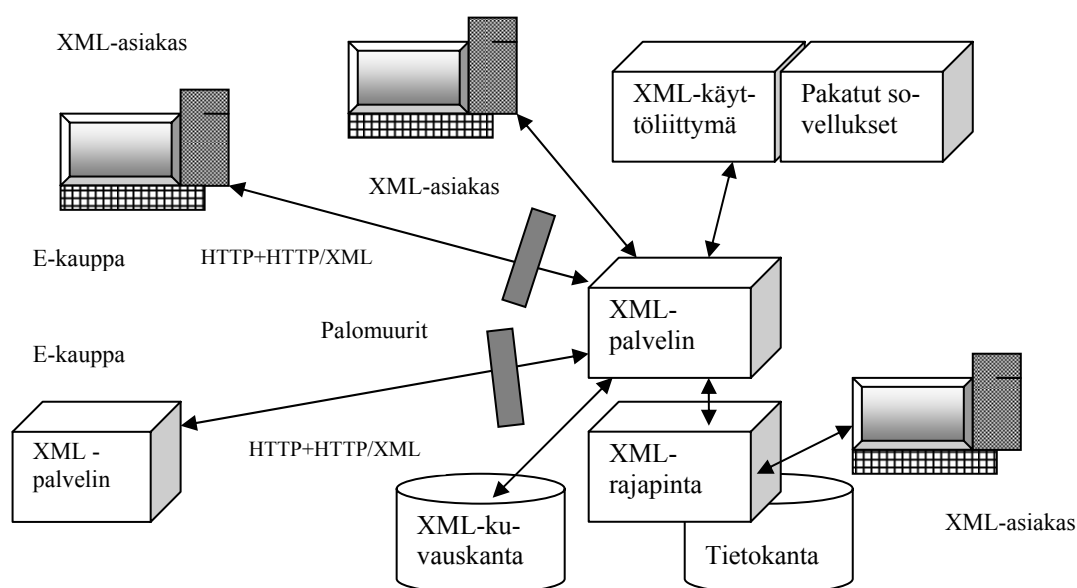 XML-asiakas
XML-käyt-
töliittymä
Pakatut so-
vellukset
XML-asiakas
E-kauppa
HTTP+HTTP/XML
XML-
palvelin
Palomuurit
E-kauppa
XML -
palvelin
HTTP+HTTP/XML
XML-
rajapinta
XML-ku-
vauskanta
Tietokanta
XML-asiakas